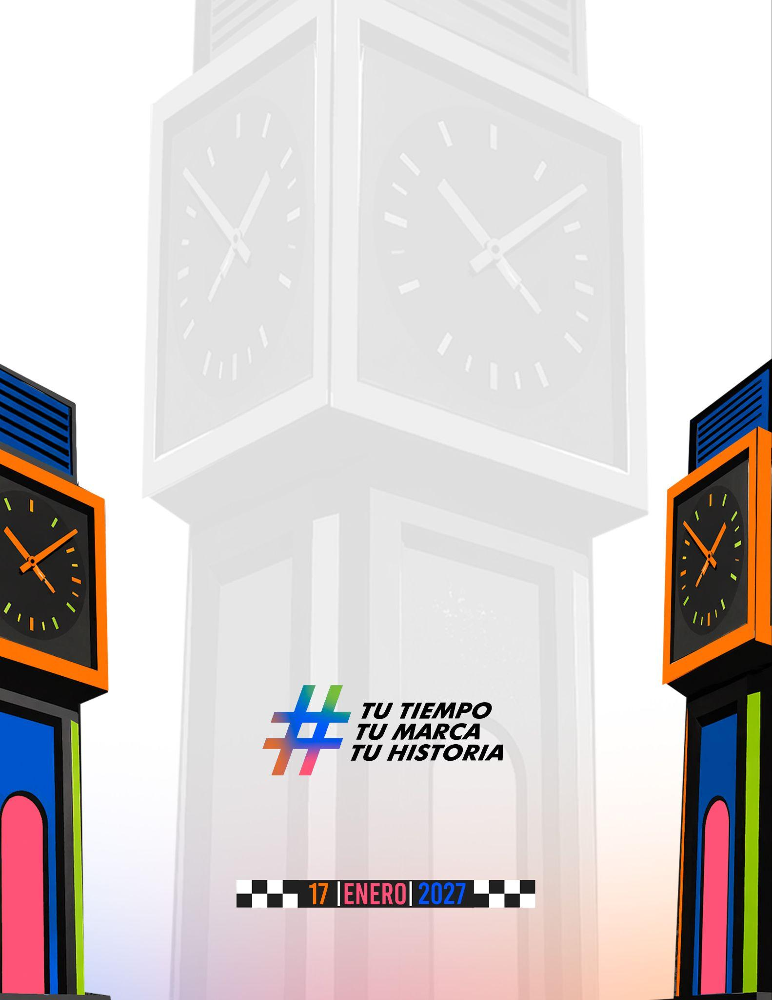 #
TU TIEMPO
TU MARCA
TU HISTORIA
17 | ENERO | 2027